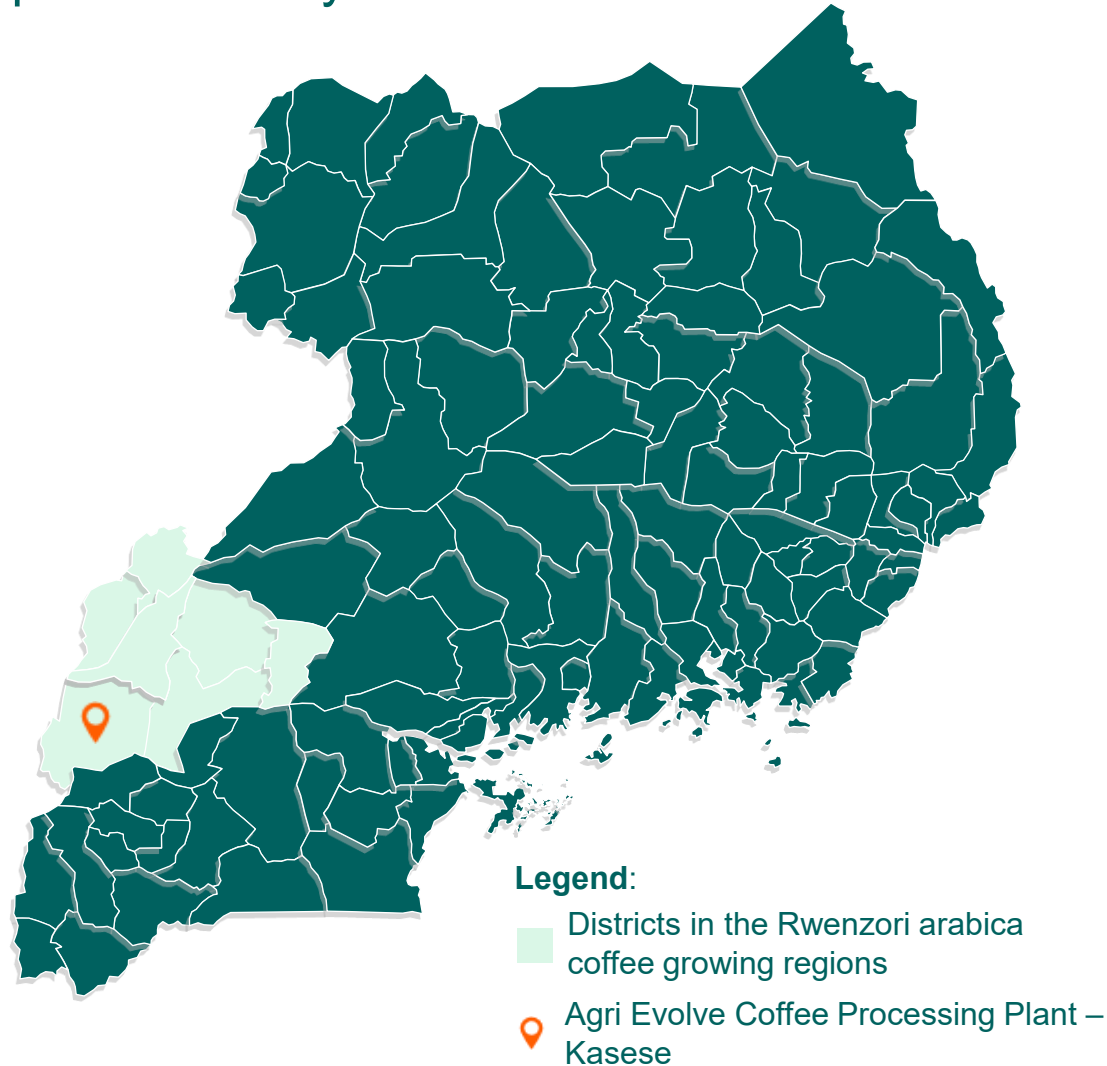 Legend:
Districts in the Rwenzori arabica
coffee growing regions
Agri Evolve Coffee Processing Plant –
Kasese